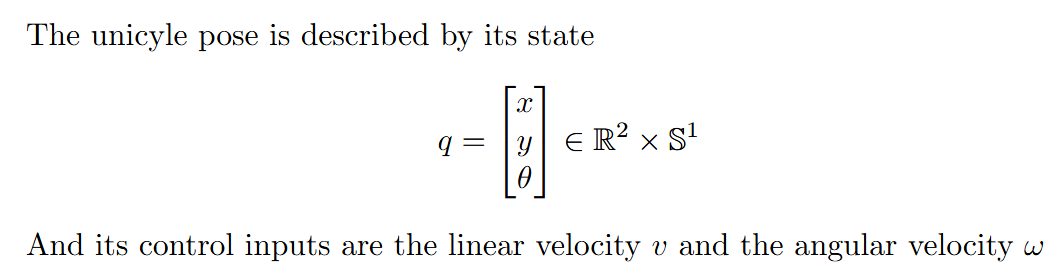 The unicyle pose is described by its state
q = [x y θ] ∈ ℝ² × 𝕊¹
And its control inputs are the linear velocity v and the angular velocity ω